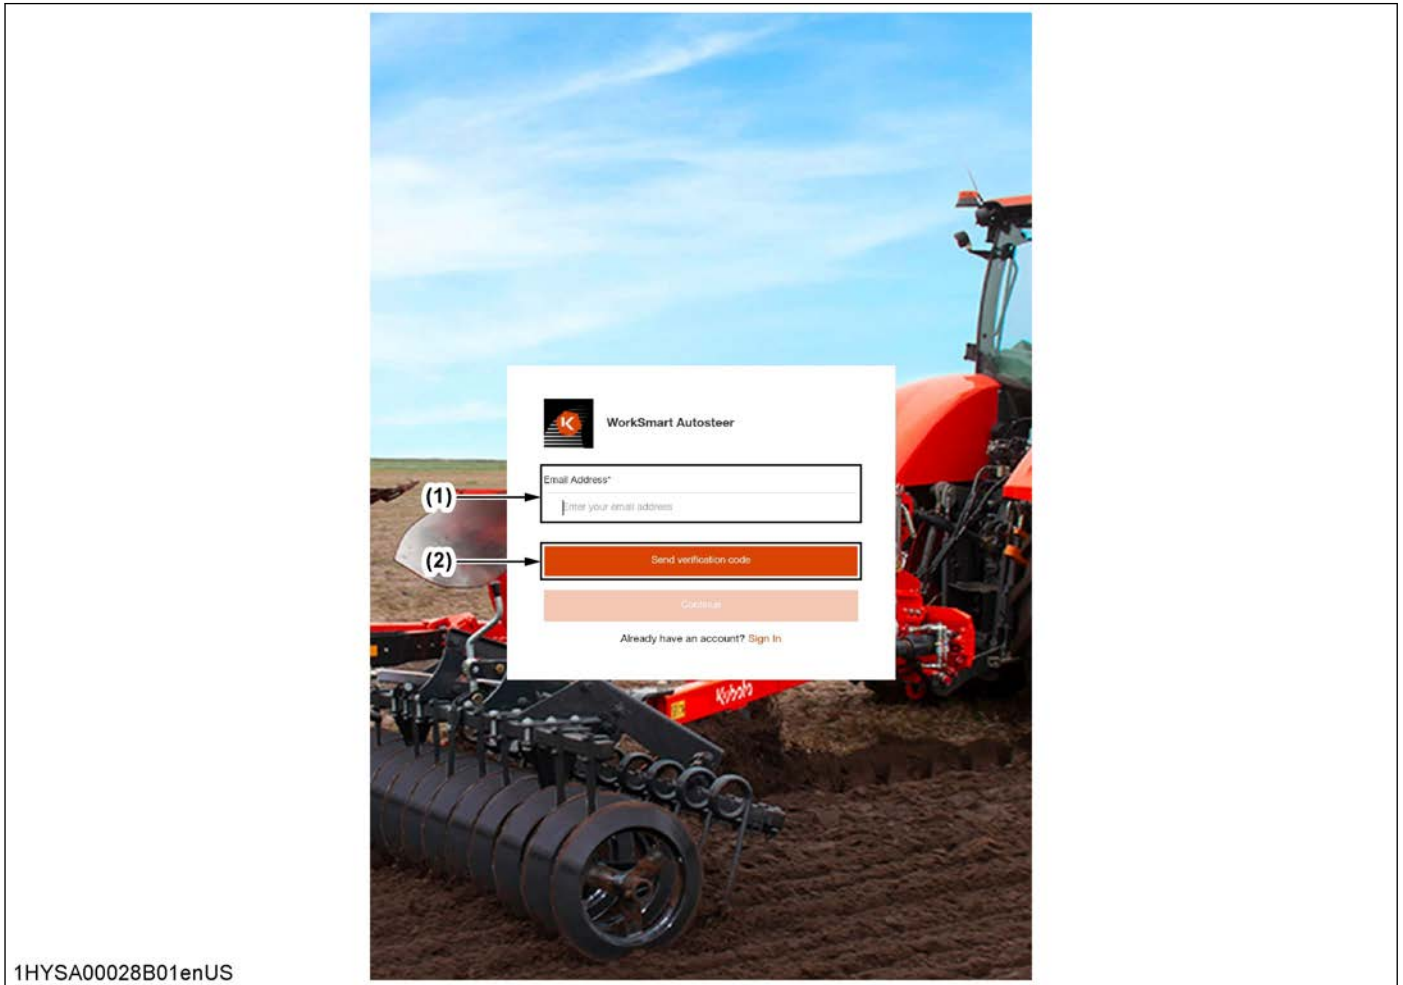 WorkSmart Autosteer
Email Address*
(1)
Enter your email address
(2)
Send verification code
Continue
Already have an account? Sign In
Kubota
1HYSA00028B01enUS